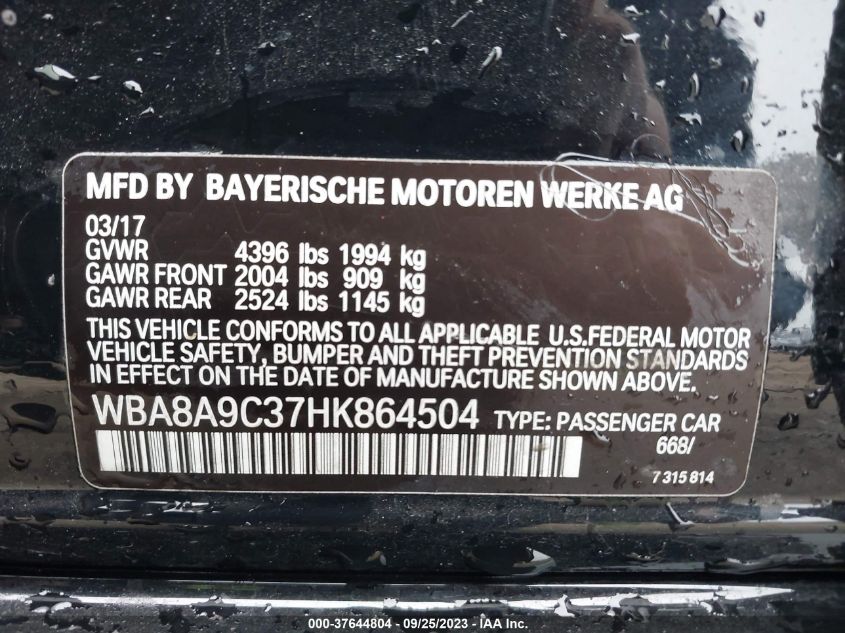 MFD BY BAYERISCHE MOTOREN WERKE AG
03/17
GVWR 4396 lbs 1994 kg
GAWR FRONT 2004 lbs 909 kg
GAWR REAR 2524 lbs 1145 kg
THIS VEHICLE CONFORMS TO ALL APPLICABLE U.S.FEDERAL MOTOR
VEHICLE SAFETY, BUMPER AND THEFT PREVENTION STANDARDS
IN EFFECT ON THE DATE OF MANUFACTURE SHOWN ABOVE.
WBA8A9C37HK864504 TYPE: PASSENGER CAR
668/
7 315 814
000-37644804 - 09/25/2023 - IAA Inc.